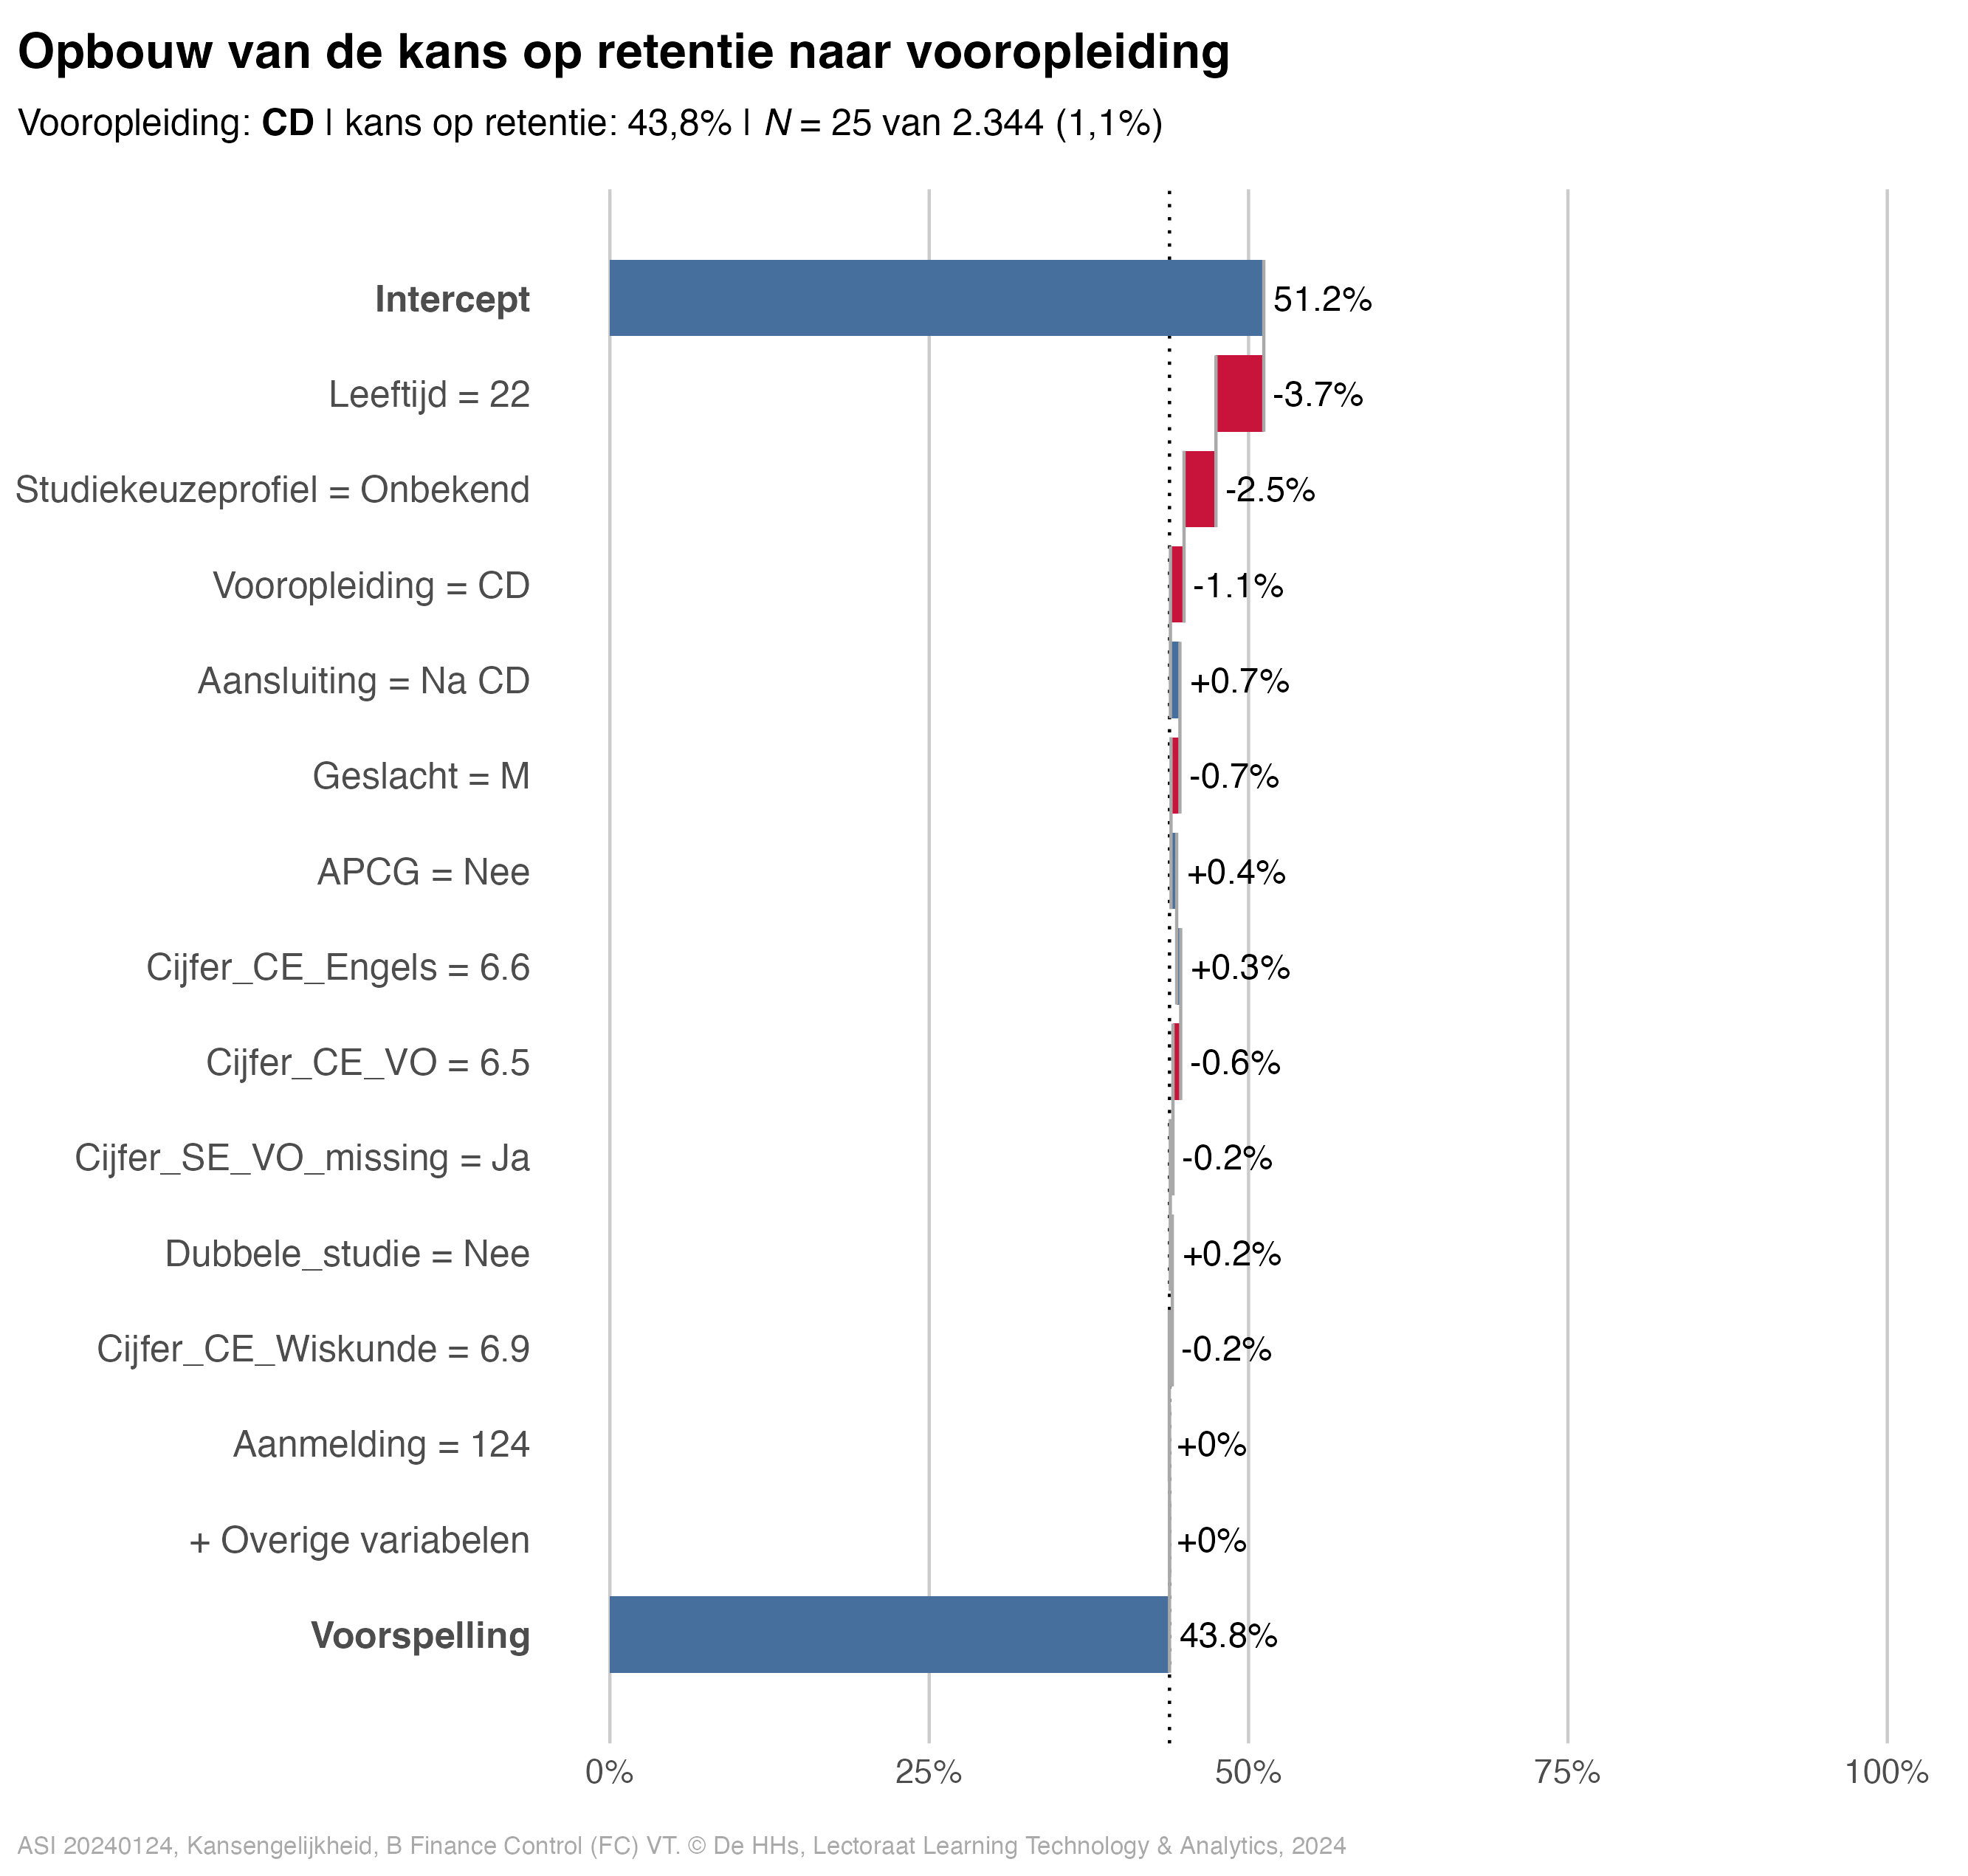 Opbouw van de kans op retentie naar vooropleiding
Vooropleiding: CD | kans op retentie: 43,8% | N = 25 van 2.344 (1,1%)
Intercept 51.2%
Leeftijd = 22 -3.7%
Studiekeuzeprofiel = Onbekend -2.5%
Vooropleiding = CD -1.1%
Aansluiting = Na CD +0.7%
Geslacht = M -0.7%
APCG = Nee +0.4%
Cijfer_CE_Engels = 6.6 +0.3%
Cijfer_CE_VO = 6.5 -0.6%
Cijfer_SE_VO_missing = Ja -0.2%
Dubbele_studie = Nee +0.2%
Cijfer_CE_Wiskunde = 6.9 -0.2%
Aanmelding = 124 +0%
+ Overige variabelen +0%
Voorspelling 43.8%
0% 25% 50% 75% 100%
ASI 20240124, Kansengelijkheid, B Finance Control (FC) VT. © De HHs, Lectoraat Learning Technology & Analytics, 2024